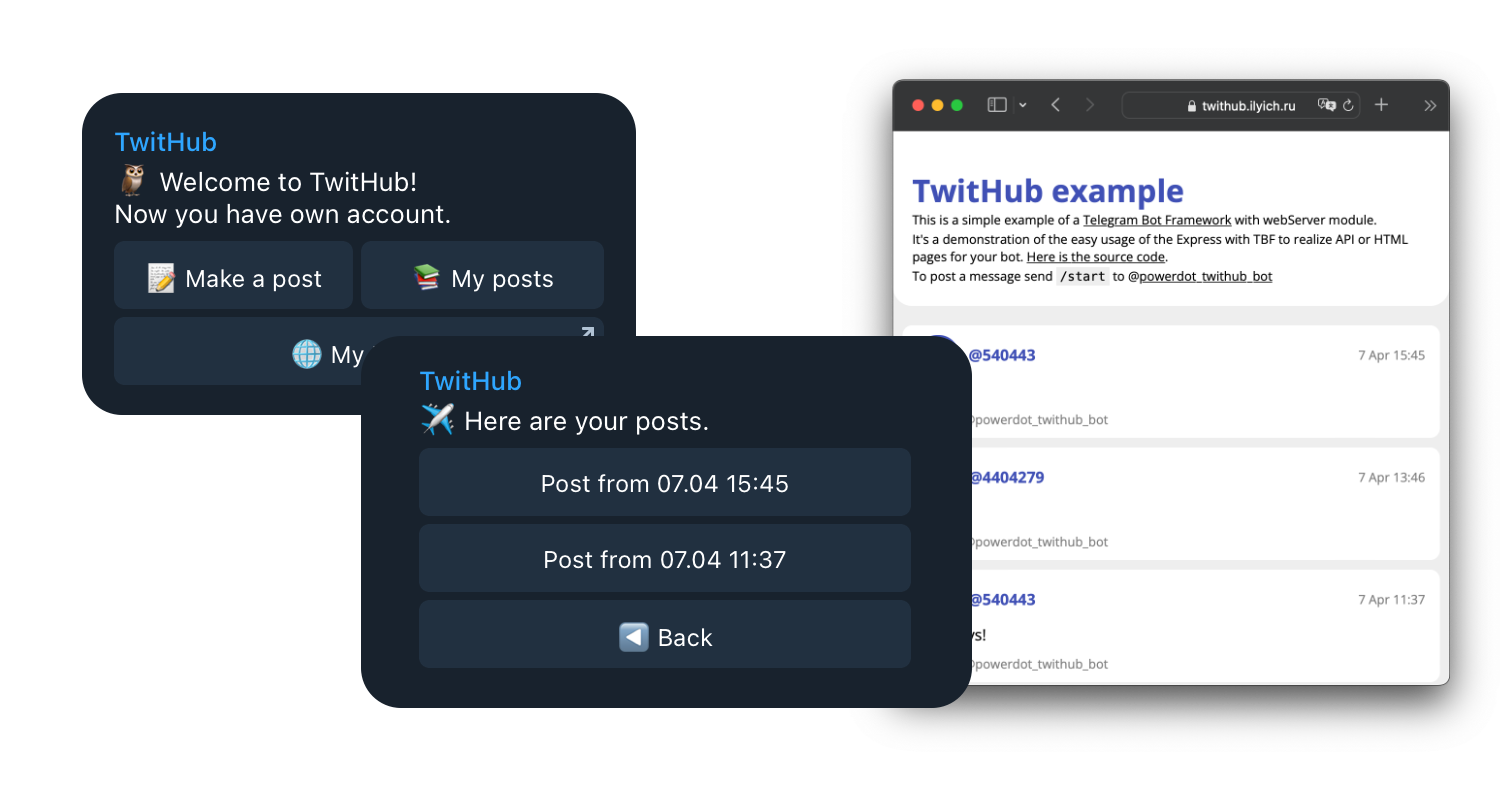 TwitHub
Welcome to TwitHub!
Now you have own account.
Make a post
My posts
My
TwitHub
Here are your posts.
Post from 07.04 15:45
Post from 07.04 11:37
Back
twithub.ilyich.ru
TwitHub example
This is a simple example of a Telegram Bot Framework with webServer module.
It's a demonstration of the easy usage of the Express with TBF to realize API or HTML
pages for your bot. Here is the source code.
To post a message send /start to @powerdot_twithub_bot
@540443 7 Apr 15:45
@powerdot_twithub_bot
@4404279 7 Apr 13:46
@powerdot_twithub_bot
@540443 7 Apr 11:37
@powerdot_twithub_bot